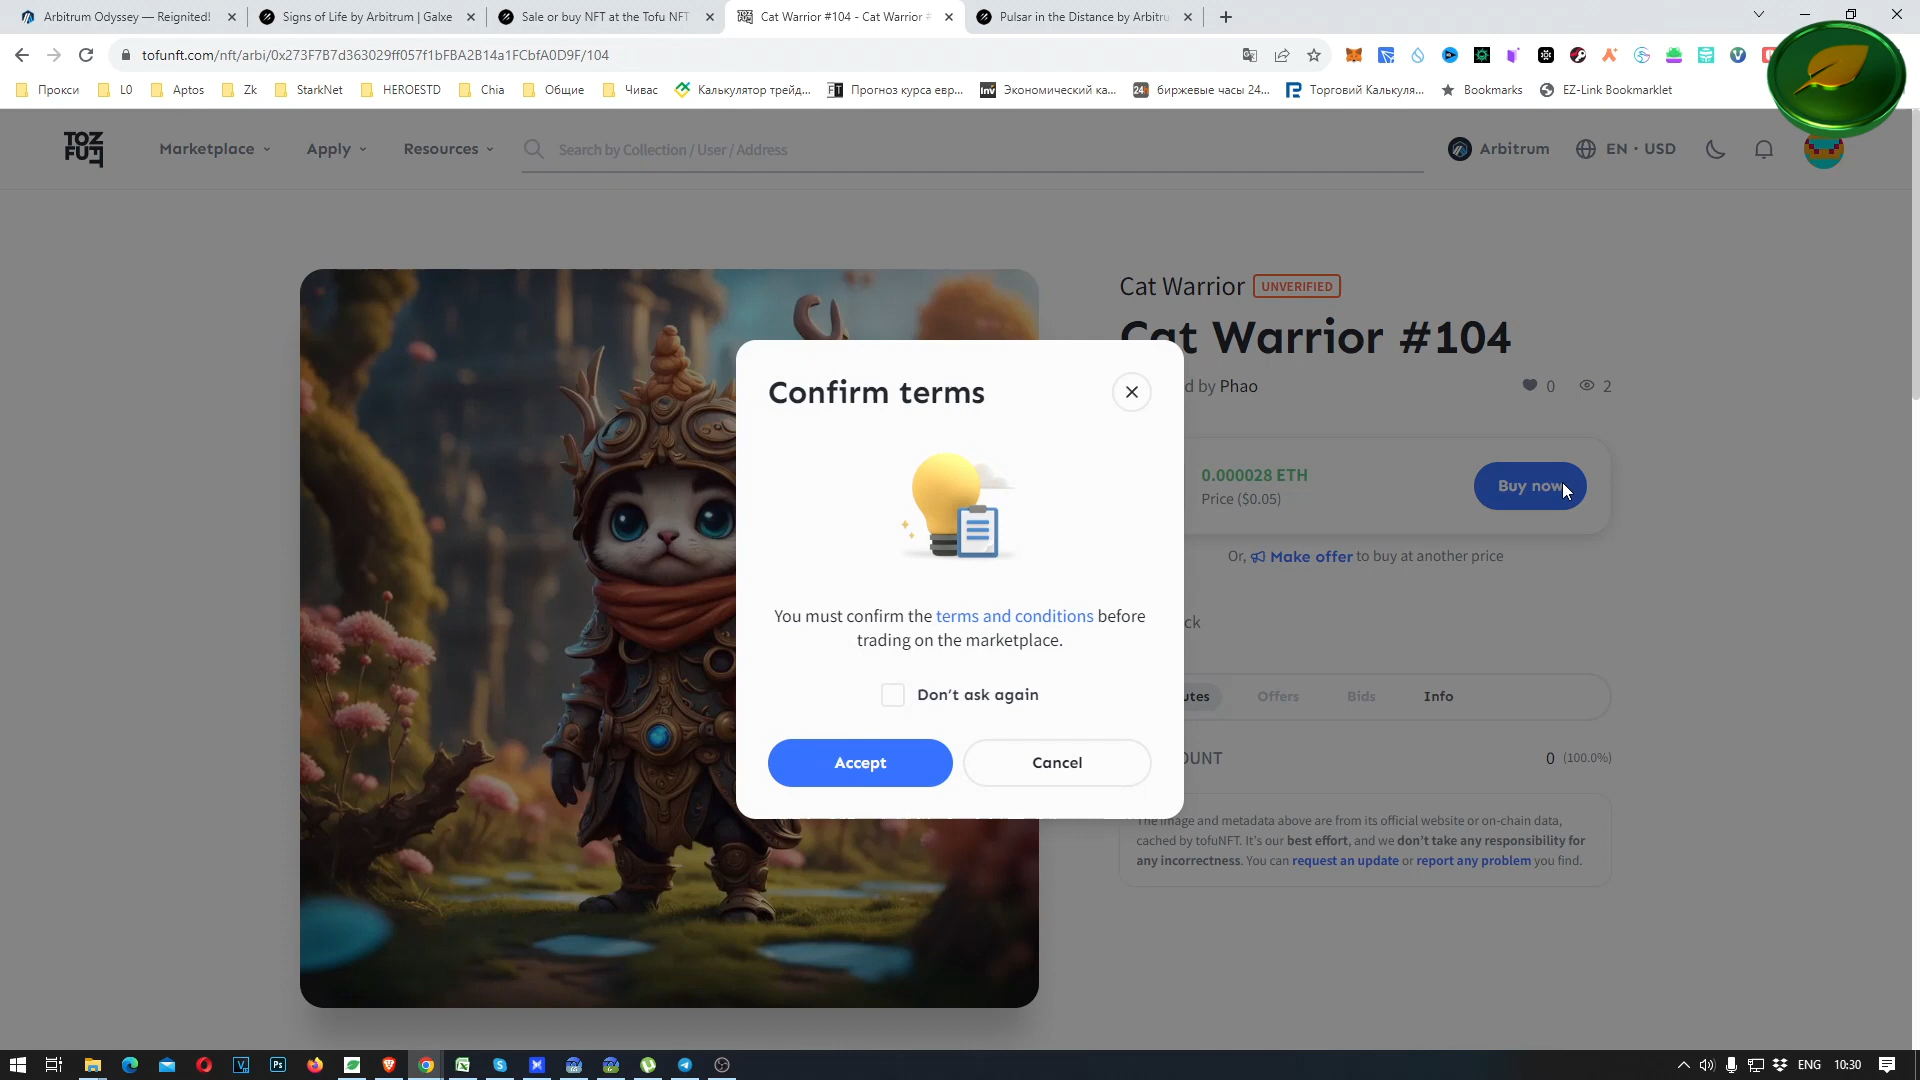 Arbitrum Odyssey — Reignited!
Signs of Life by Arbitrum | Galxe
Sale or buy NFT at the Tofu NFT
Cat Warrior #104 - Cat Warrior #
Pulsar in the Distance by Arbitru
tofunft.com/nft/arbi/0x273F7B7d363029ff057f1bFBA2B14a1FCbfA0D9F/104
Прокси
L0
Aptos
Zk
StarkNet
HEROESTD
Chia
Общие
Чивас
Калькулятор трейд...
Прогноз курса евр...
Экономический ка...
биржевые часы 24...
Торговий Калькуля...
Bookmarks
EZ-Link Bookmarklet
TOZ
FUE
Marketplace
Apply
Resources
Search by Collection / User / Address
Arbitrum
EN • USD
Cat Warrior
UNVERIFIED
Cat Warrior #104
d by Phao
0
2
0.000028 ETH
Price ($0.05)
Buy now
Or, Make offer to buy at another price
ck
utes
Offers
Bids
Info
OUNT
0 (100.0%)
The image and metadata above are from its official website or on-chain data,
cached by tofuNFT. It's our best effort, and we don't take any responsibility for
any incorrectness. You can request an update or report any problem you find.
Confirm terms
You must confirm the terms and conditions before
trading on the marketplace.
Don't ask again
Accept
Cancel
ENG
10:30